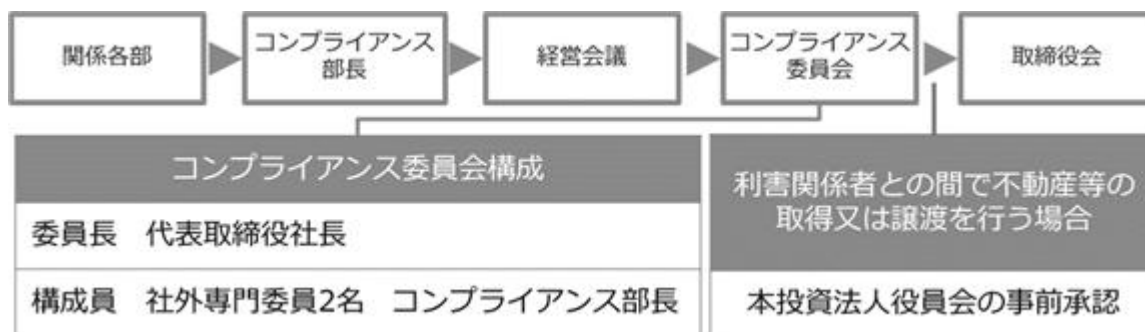 関係各部
コンプライアンス
部長
経営会議
コンプライアンス
委員会
取締役会
コンプライアンス委員会構成
委員長　代表取締役社長
構成員　社外専門委員2名　コンプライアンス部長
利害関係者との間で不動産等の
取得又は譲渡を行う場合
本投資法人役員会の事前承認